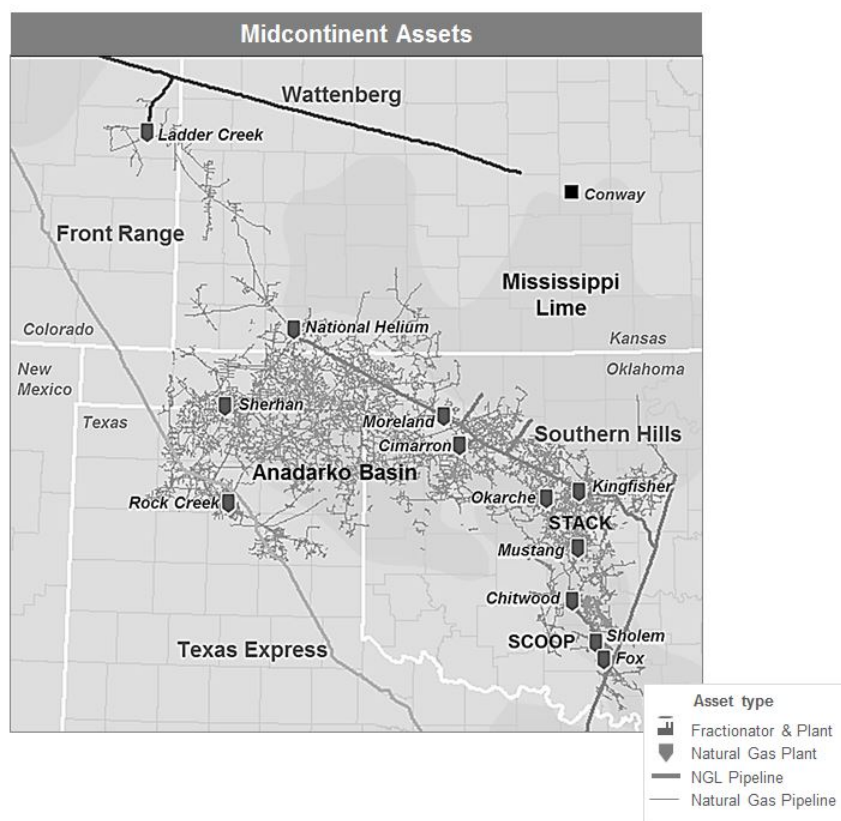 Midcontinent Assets
Wattenberg
Ladder Creek
Conway
Front Range
Mississippi
Lime
National Helium
Colorado
Kansas
New
Mexico
Oklahoma
Sherhan
Texas
Moreland
Southern Hills
Cimarron
Anadarko Basin
Kingfisher
Rock Creek
Okarche
STACK
Mustang
Chitwood
SCOOP
Sholem
Texas Express
Fox
Asset type
Fractionator & Plant
Natural Gas Plant
NGL Pipeline
Natural Gas Pipeline